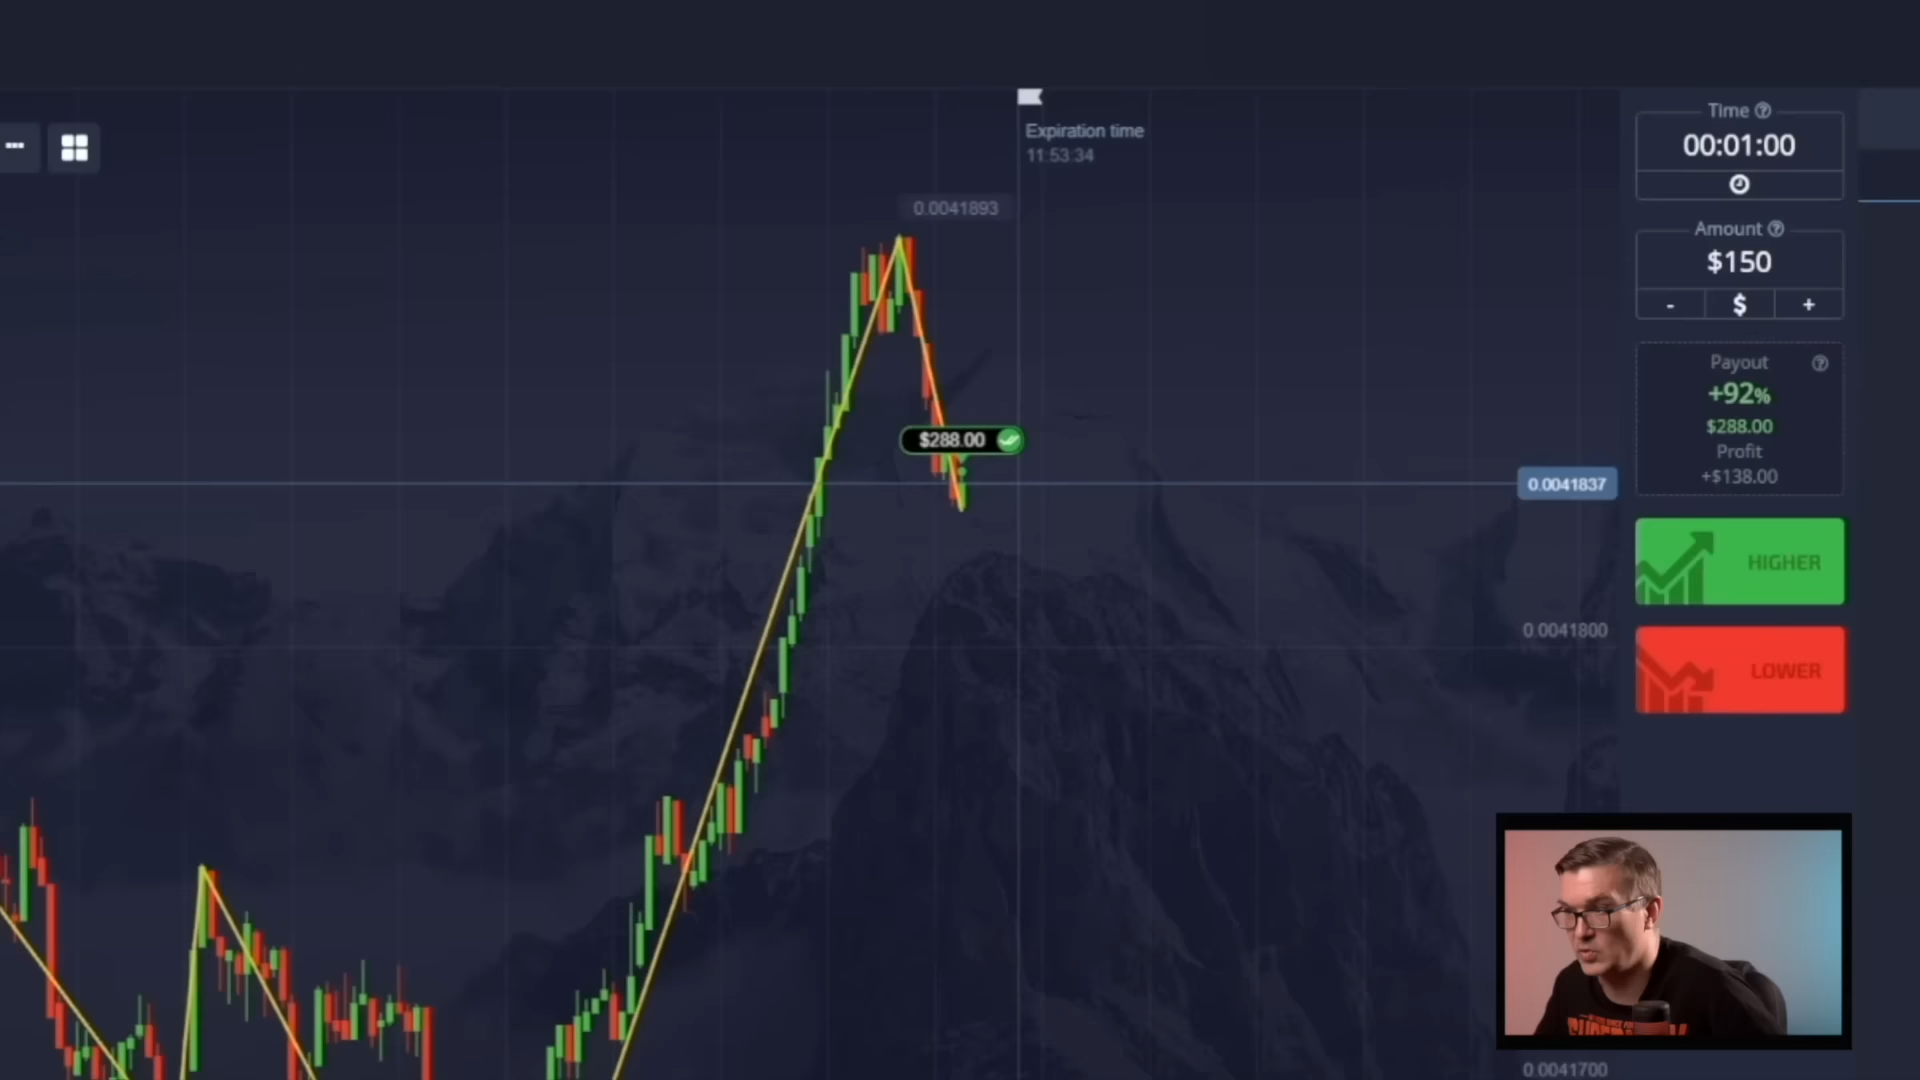 Expiration time
11:53:34
0.0041893
$288.00
0.0041837
0.0041800
0.0041700
Time
00:01:00
Amount
$150
- $ +
Payout
+92%
$288.00
Profit
+$138.00
HIGHER
LOWER